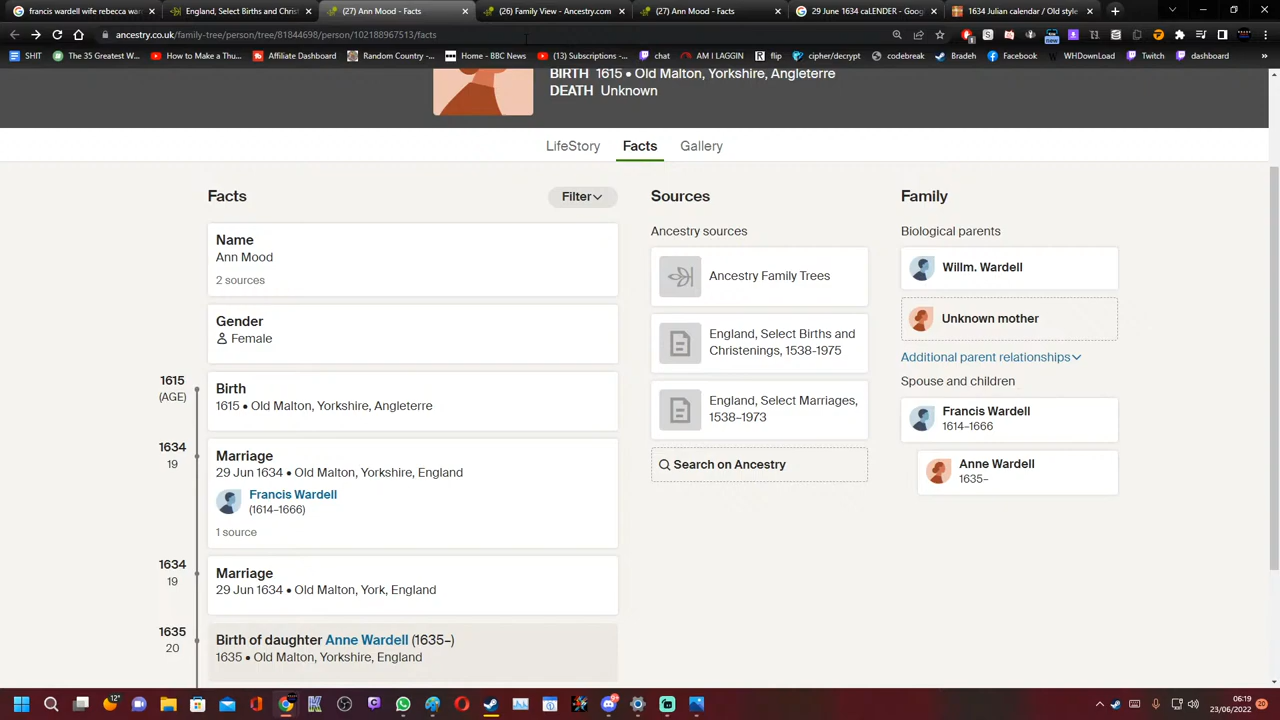 francis wardell wife rebecca war
England, Select Births and Christ
(27) Ann Mood - Facts
(26) Family View - Ancestry.com
(27) Ann Mood - Facts
29 June 1634 caLENDER - Goog
1634 Julian calendar / Old style
ancestry.co.uk/family-tree/person/tree/81844698/person/102188967513/facts
SHIT
The 35 Greatest W...
How to Make a Thu...
Affiliate Dashboard
Random Country -...
Home - BBC News
(13) Subscriptions -...
chat
AM I LAGGIN
flip
cipher/decrypt
codebreak
Bradeh
Facebook
WHDownLoad
Twitch
dashboard
BIRTH 1615 • Old Malton, Yorkshire, Angleterre
DEATH Unknown
LifeStory
Facts
Gallery
Facts
Filter
Name
Ann Mood
2 sources
Gender
Female
1615
(AGE)
Birth
1615 • Old Malton, Yorkshire, Angleterre
1634
19
Marriage
29 Jun 1634 • Old Malton, Yorkshire, England
Francis Wardell
(1614–1666)
1 source
1634
19
Marriage
29 Jun 1634 • Old Malton, York, England
1635
20
Birth of daughter Anne Wardell (1635–)
1635 • Old Malton, Yorkshire, England
Sources
Ancestry sources
Ancestry Family Trees
England, Select Births and
Christenings, 1538-1975
England, Select Marriages,
1538–1973
Search on Ancestry
Family
Biological parents
Willm. Wardell
Unknown mother
Additional parent relationships
Spouse and children
Francis Wardell
1614–1666
Anne Wardell
1635–
12°
06:19
23/06/2022
20